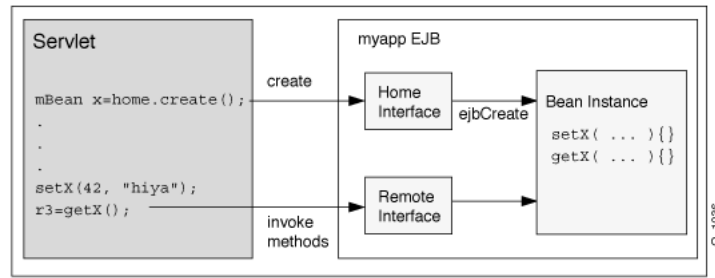 Servlet
mBean x=home.create();
.
.
.
setX(42, "hiya");
r3=getX();
create
invoke
methods
myapp EJB
Home
Interface
ejbCreate
Remote
Interface
Bean Instance
setX( ... ){}
getX( ... ){}